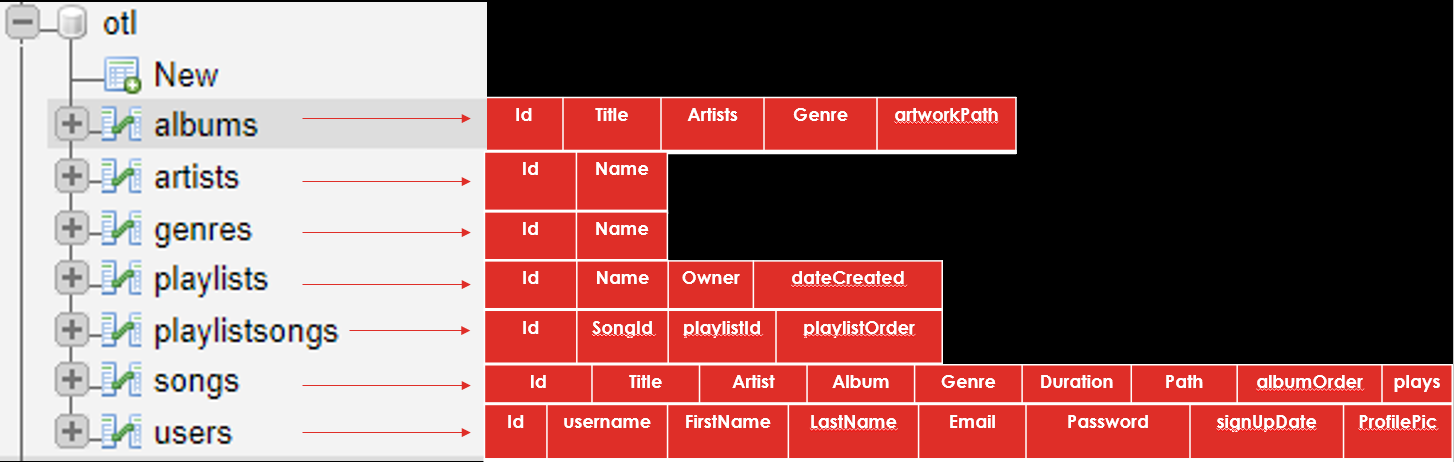 otl
New
albums Id Title Artists Genre artworkPath
artists Id Name
genres Id Name
playlists Id Name Owner dateCreated
playlistsongs Id SongId playlistId playlistOrder
songs Id Title Artist Album Genre Duration Path albumOrder plays
users Id username FirstName LastName Email Password signUpDate ProfilePic